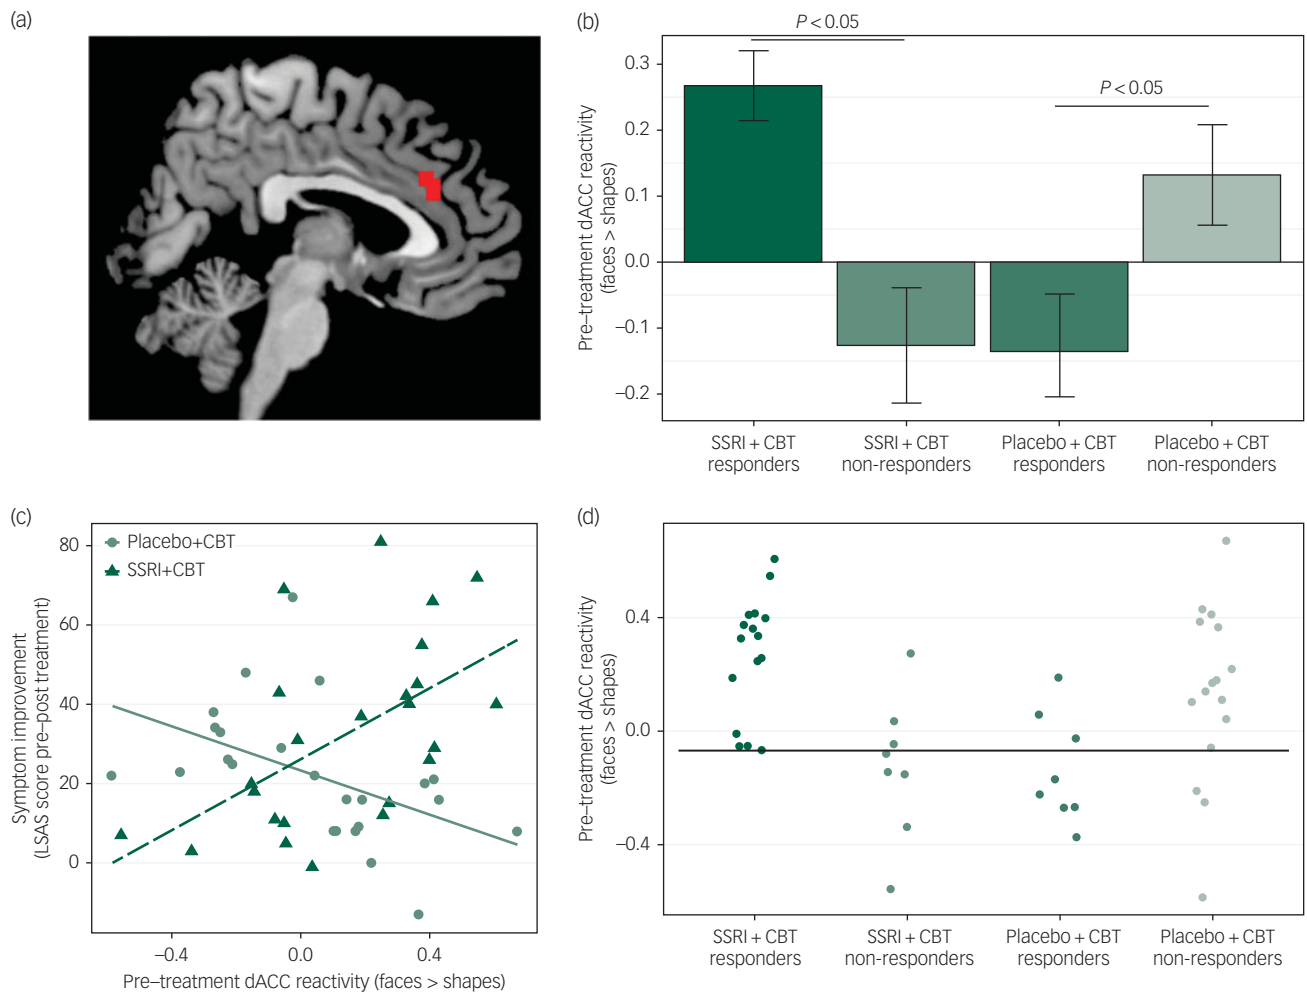 (a)
(b)
P < 0.05
P < 0.05
0.3
0.2
0.1
0.0
–0.1
–0.2
Pre–treatment dACC reactivity
(faces > shapes)
SSRI + CBT
responders
SSRI + CBT
non-responders
Placebo + CBT
responders
Placebo + CBT
non-responders
(c)
Placebo+CBT
SSRI+CBT
80
60
40
20
0
Symptom improvement
(LSAS score pre–post treatment)
–0.4
0.0
0.4
Pre–treatment dACC reactivity (faces > shapes)
(d)
0.4
0.0
–0.4
Pre–treatment dACC reactivity
(faces > shapes)
SSRI + CBT
responders
SSRI + CBT
non-responders
Placebo + CBT
responders
Placebo + CBT
non-responders